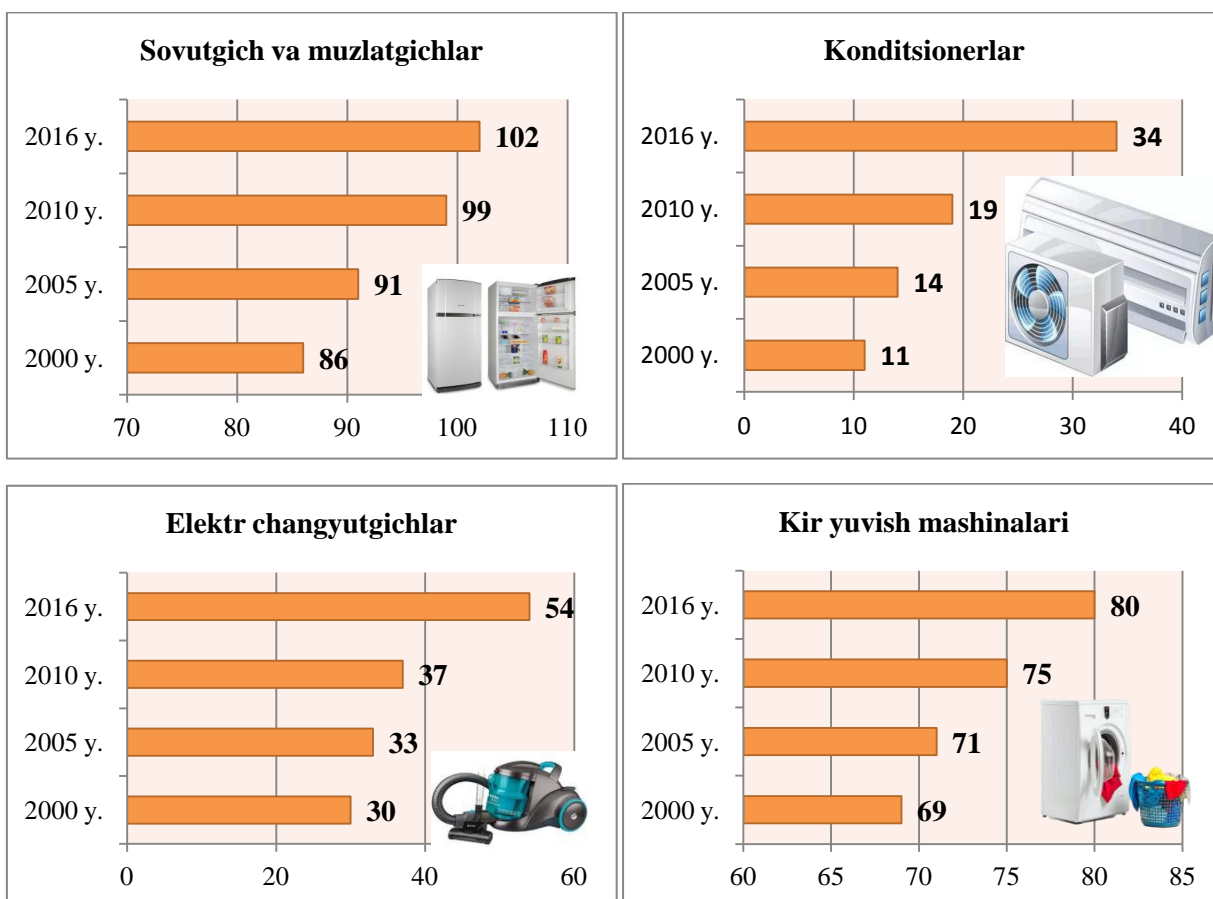 Sovutgich va muzlatgichlar
2016 y. 102
2010 y. 99
2005 y. 91
2000 y. 86
70 80 90 100 110
Konditsionerlar
2016 y. 34
2010 y. 19
2005 y. 14
2000 y. 11
0 10 20 30 40
Elektr changyutgichlar
2016 y. 54
2010 y. 37
2005 y. 33
2000 y. 30
0 20 40 60
Kir yuvish mashinalari
2016 y. 80
2010 y. 75
2005 y. 71
2000 y. 69
60 65 70 75 80 85